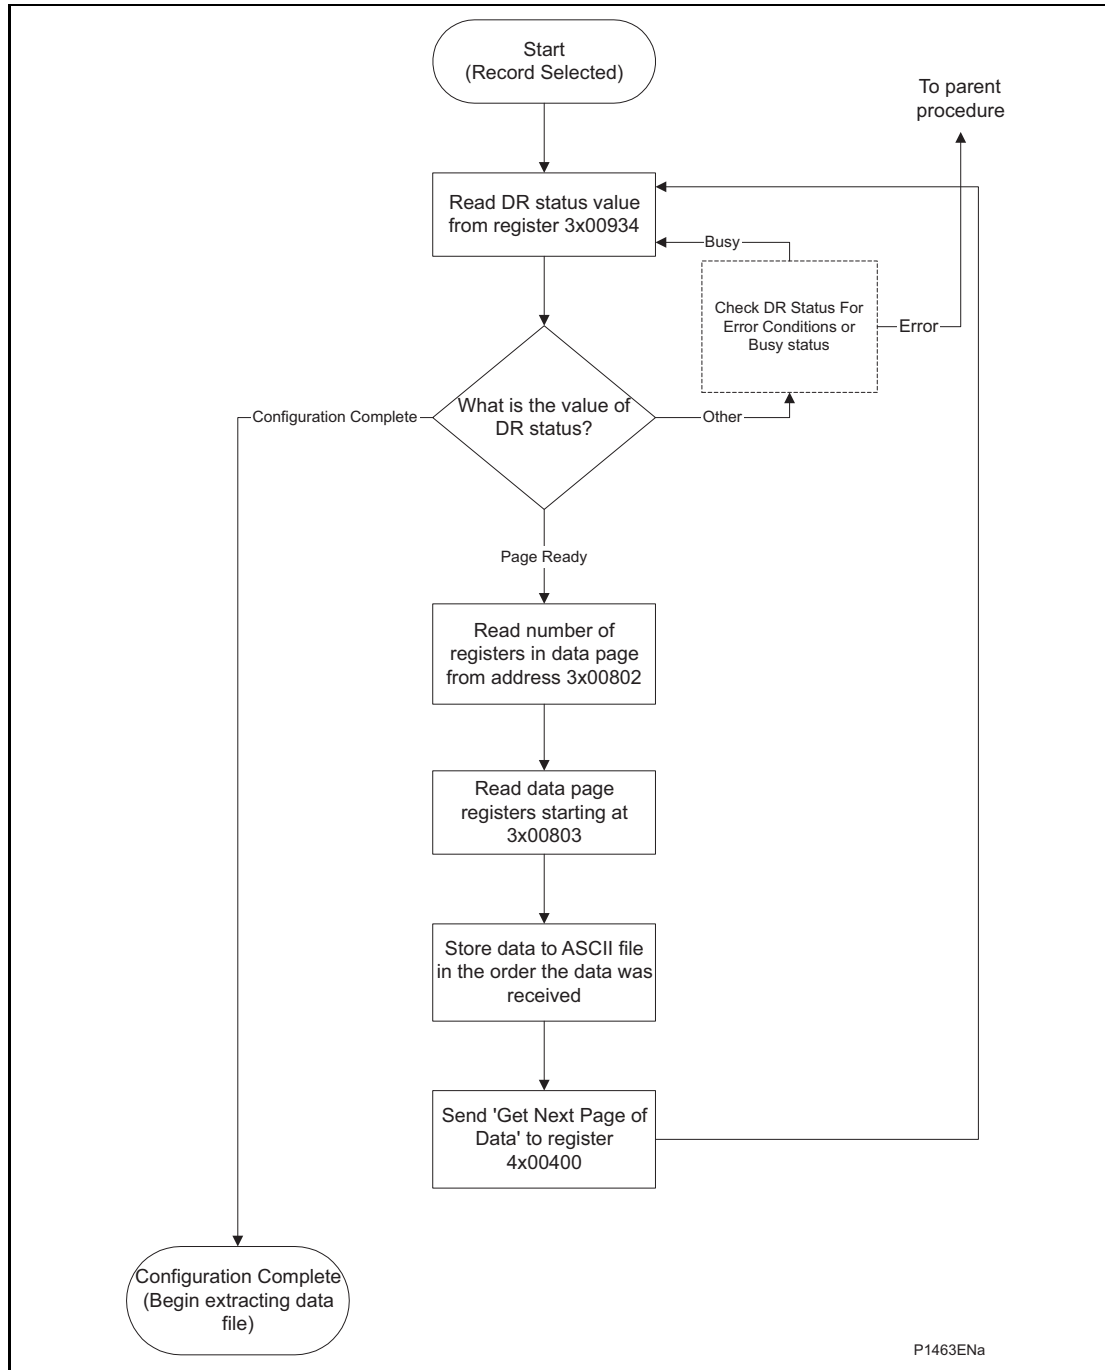 Start
(Record Selected)
To parent
procedure
Read DR status value
from register 3x00934
Busy
Check DR Status For
Error Conditions or
Busy status
Error
What is the value of
DR status?
Configuration Complete
Other
Page Ready
Read number of
registers in data page
from address 3x00802
Read data page
registers starting at
3x00803
Store data to ASCII file
in the order the data was
received
Send 'Get Next Page of
Data' to register
4x00400
Configuration Complete
(Begin extracting data
file)
P1463ENa